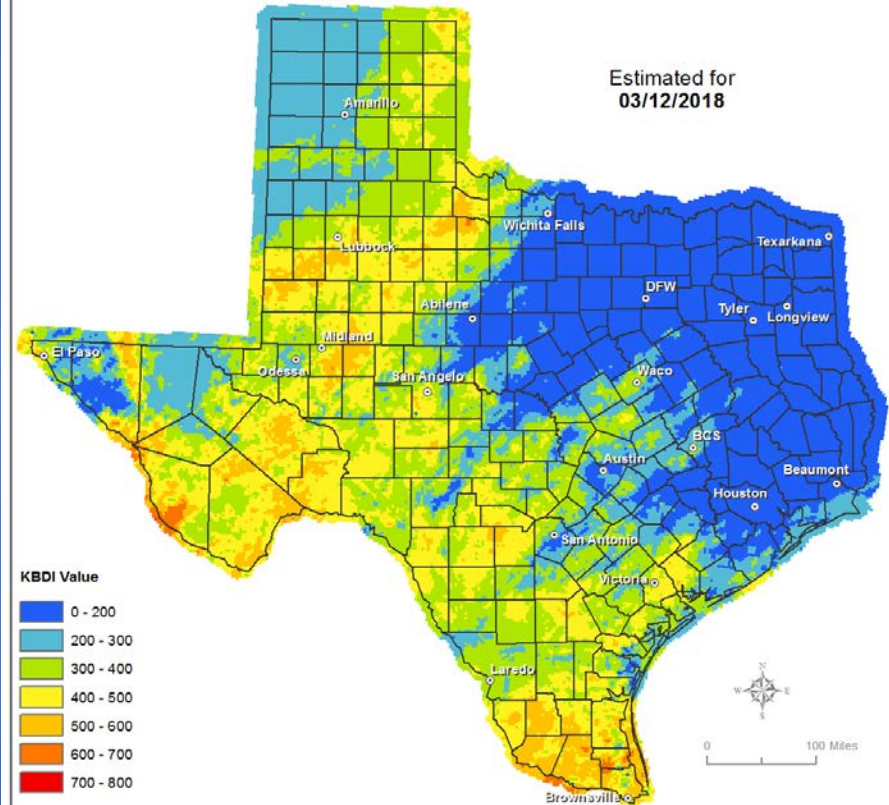 Estimated for
03/12/2018
Amarillo
Wichita Falls
Lubbock
Texarkana
DFW
Abilene
Tyler
Longview
Midland
El Paso
Odessa
San Angelo
Waco
BCS
Austin
Beaumont
Houston
San Antonio
Victoria
Laredo
Brownsville
KBDI Value
0 - 200
200 - 300
300 - 400
400 - 500
500 - 600
600 - 700
700 - 800
N
W E
S
0 100 Miles